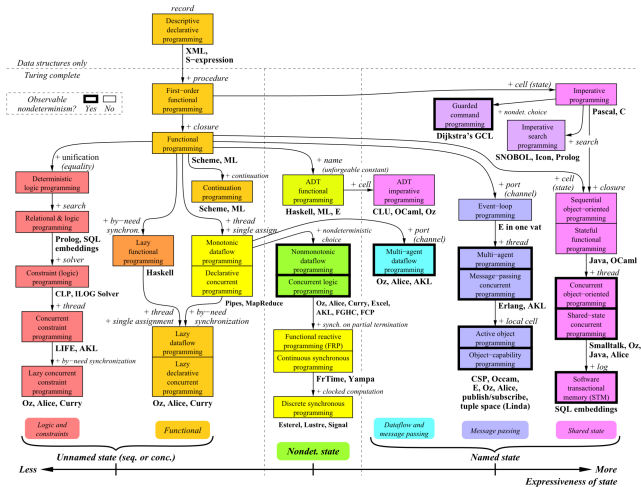 record
Descriptive
declarative
programming
XML,
S−expression
Data structures only
Turing complete
+ procedure
+ cell (state)
Observable
nondeterminism?
Yes
No
First−order
functional
programming
Imperative
programming
Pascal, C
+ nondet. choice
Guarded
command
programming
Dijkstra's GCL
+ search
Imperative
search
programming
SNOBOL, Icon, Prolog
+ closure
Functional
programming
Scheme, ML
+ unification
(equality)
Deterministic
logic programming
+ search
Relational & logic
programming
Prolog, SQL
embeddings
+ solver
Constraint (logic)
programming
CLP, ILOG Solver
+ thread
Concurrent
constraint
programming
LIFE, AKL
+ by−need synchronization
Lazy concurrent
constraint
programming
Oz, Alice, Curry
+ continuation
Continuation
programming
Scheme, ML
+ by−need
synchron.
Lazy
functional
programming
Haskell
+ thread
+ single assign.
Monotonic
dataflow
programming
Declarative
concurrent
programming
Pipes, MapReduce
+ thread
+ single assignment
+ by−need
synchronization
Lazy
dataflow
programming
Lazy
declarative
concurrent
programming
Oz, Alice, Curry
+ name
(unforgeable constant)
ADT
functional
programming
Haskell, ML, E
+ cell
ADT
imperative
programming
CLU, OCaml, Oz
+ nondeterministic
choice
Nonmonotonic
dataflow
programming
Concurrent logic
programming
Oz, Alice, Curry, Excel,
AKL, FGHC, FCP
+ synch. on partial termination
Functional reactive
programming (FRP)
Continuous synchronous
programming
FrTime, Yampa
+ clocked computation
Discrete synchronous
programming
Esterel, Lustre, Signal
+ port
(channel)
Multi−agent
dataflow
programming
Oz, Alice, AKL
+ port
(channel)
Event−loop
programming
E in one vat
+ thread
Multi−agent
programming
Message−passing
concurrent
programming
Erlang, AKL
+ local cell
Active object
programming
Object−capability
programming
CSP, Occam,
E, Oz, Alice,
publish/subscribe,
tuple space (Linda)
+ cell
(state)
+ closure
Sequential
object−oriented
programming
Stateful
functional
programming
Java, OCaml
+ thread
Concurrent
object−oriented
programming
Shared−state
concurrent
programming
Smalltalk, Oz,
Java, Alice
+ log
Software
transactional
memory (STM)
SQL embeddings
Logic and
constraints
Functional
Dataflow and
message passing
Message passing
Shared state
Unnamed state (seq. or conc.)
Nondet. state
Named state
Less
More
Expressiveness of state